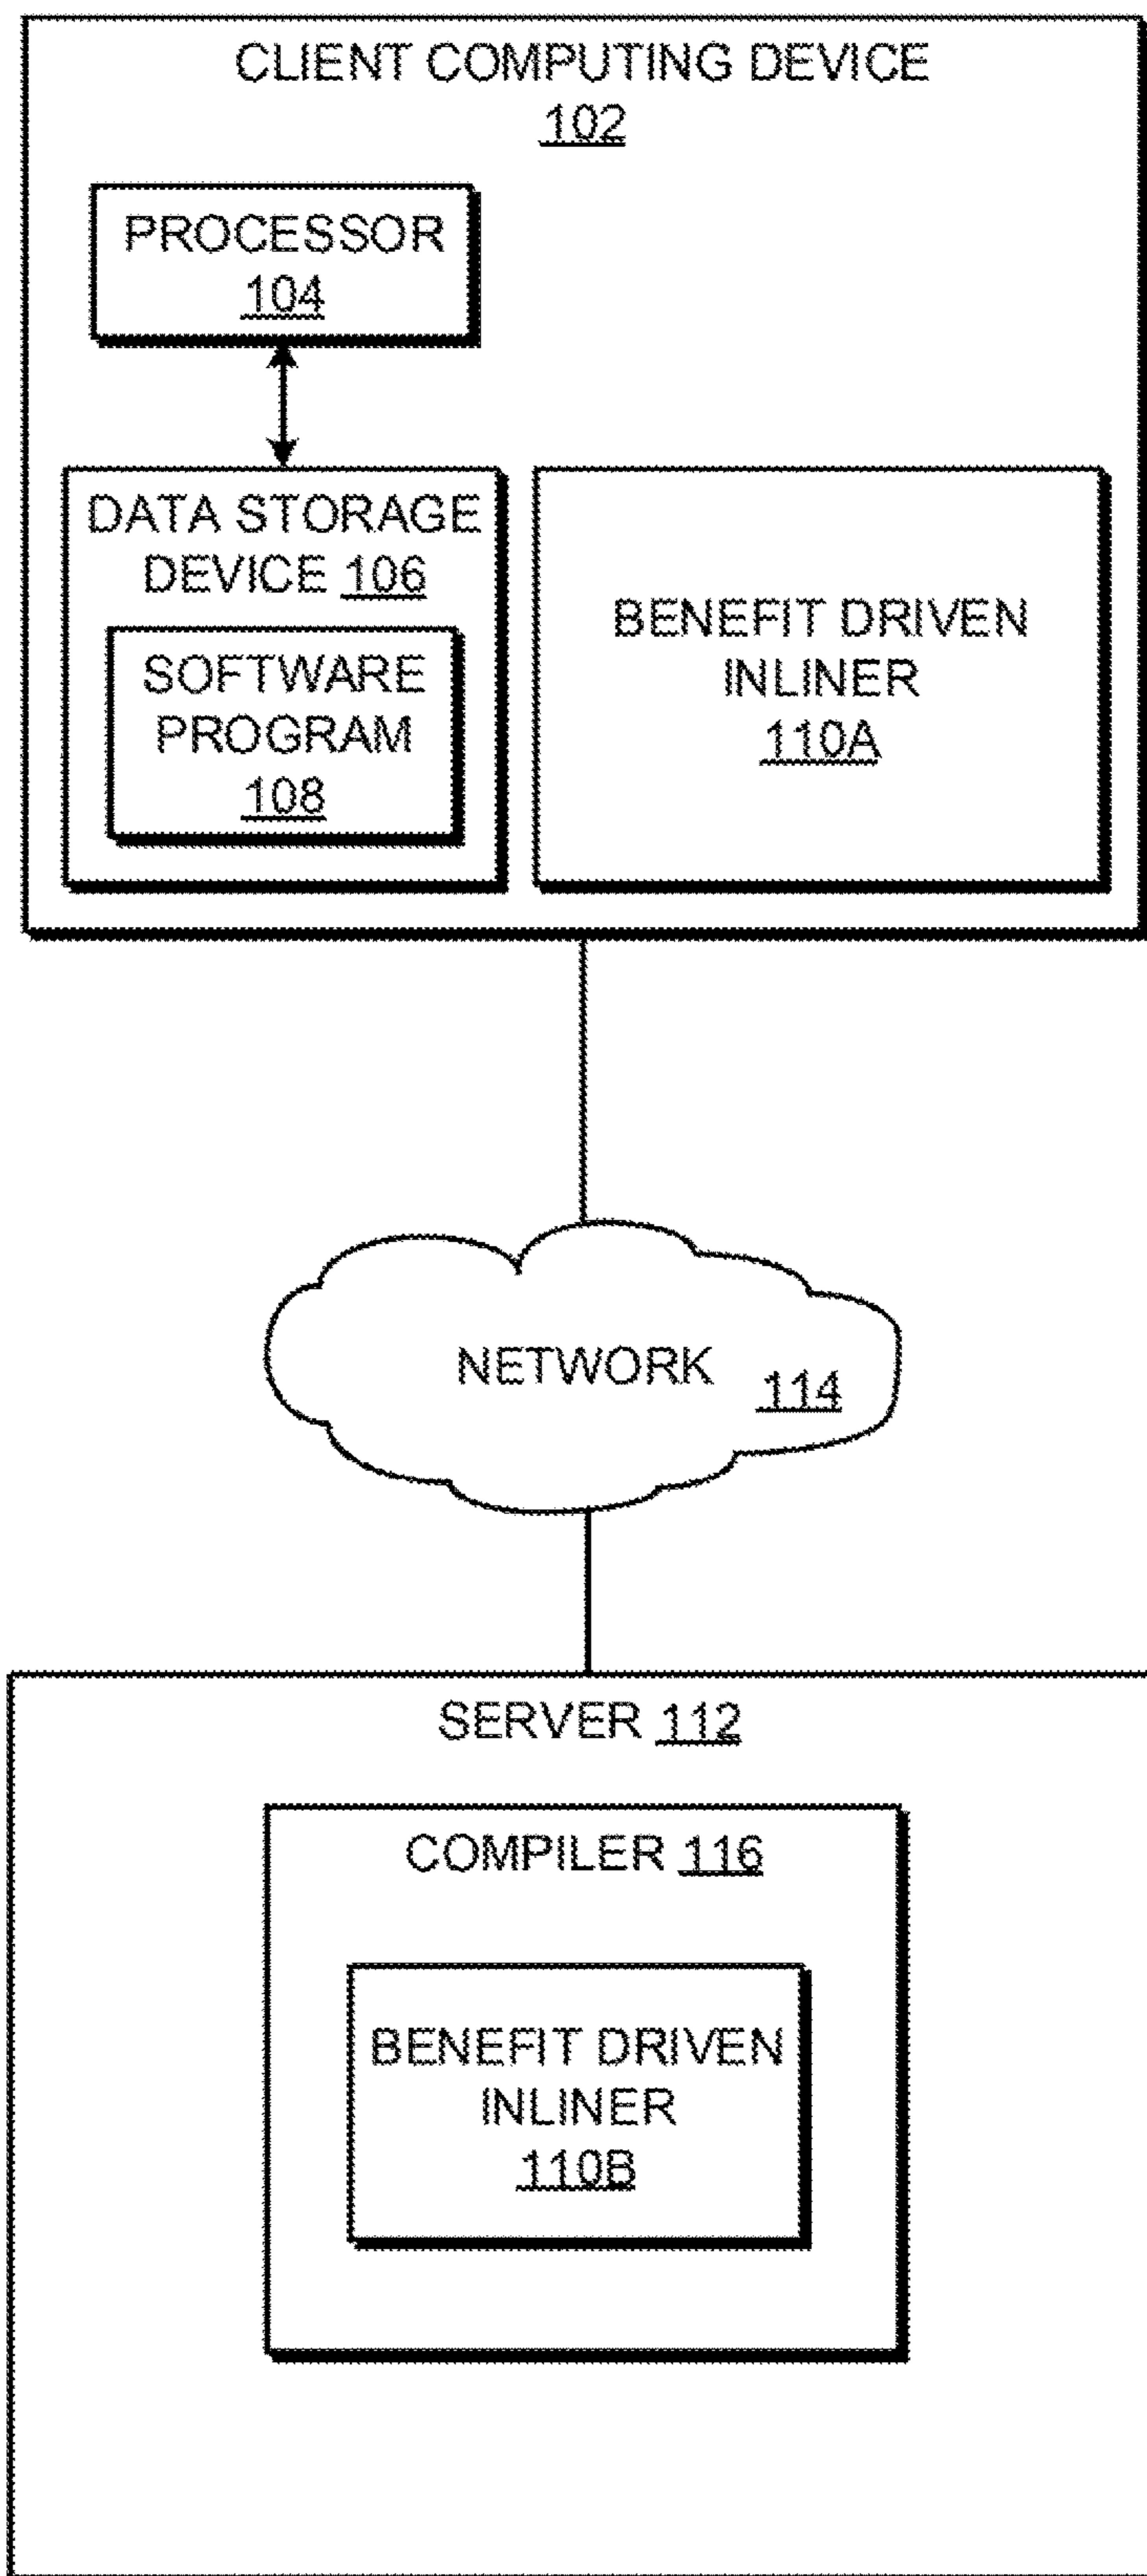 CLIENT COMPUTING DEVICE
102
PROCESSOR
104
DATA STORAGE
DEVICE 106
SOFTWARE
PROGRAM
108
BENEFIT DRIVEN
INLINER
110A
NETWORK 114
SERVER 112
COMPILER 116
BENEFIT DRIVEN
INLINER
110B